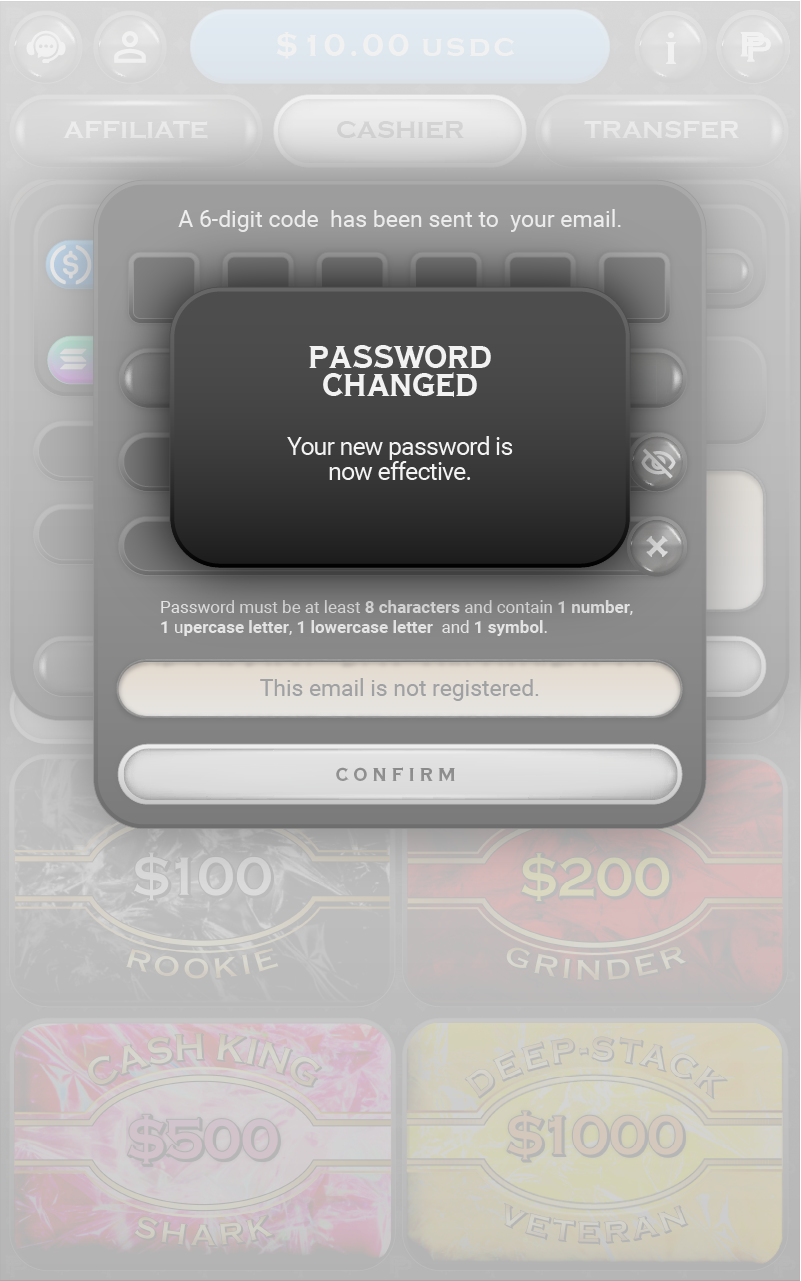 $10.00 USDC
AFFILIATE
CASHIER
TRANSFER
A 6-digit code  has been sent to  your email.
PASSWORD
CHANGED
Your new password is
now effective.
Password must be at least 8 characters and contain 1 number,
1 upercase letter, 1 lowercase letter  and 1 symbol.
This email is not registered.
CONFIRM
$100
ROOKIE
$200
GRINDER
CASH KING
$500
SHARK
DEEP-STACK
$1000
VETERAN